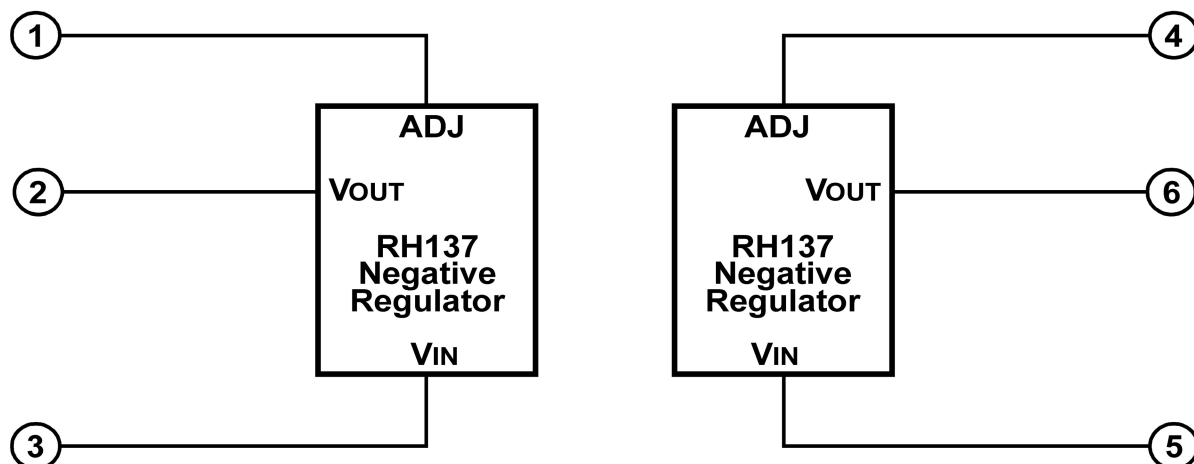 1
4
ADJ
ADJ
2
VOUT
VOUT
6
RH137
Negative
Regulator
RH137
Negative
Regulator
VIN
VIN
3
5